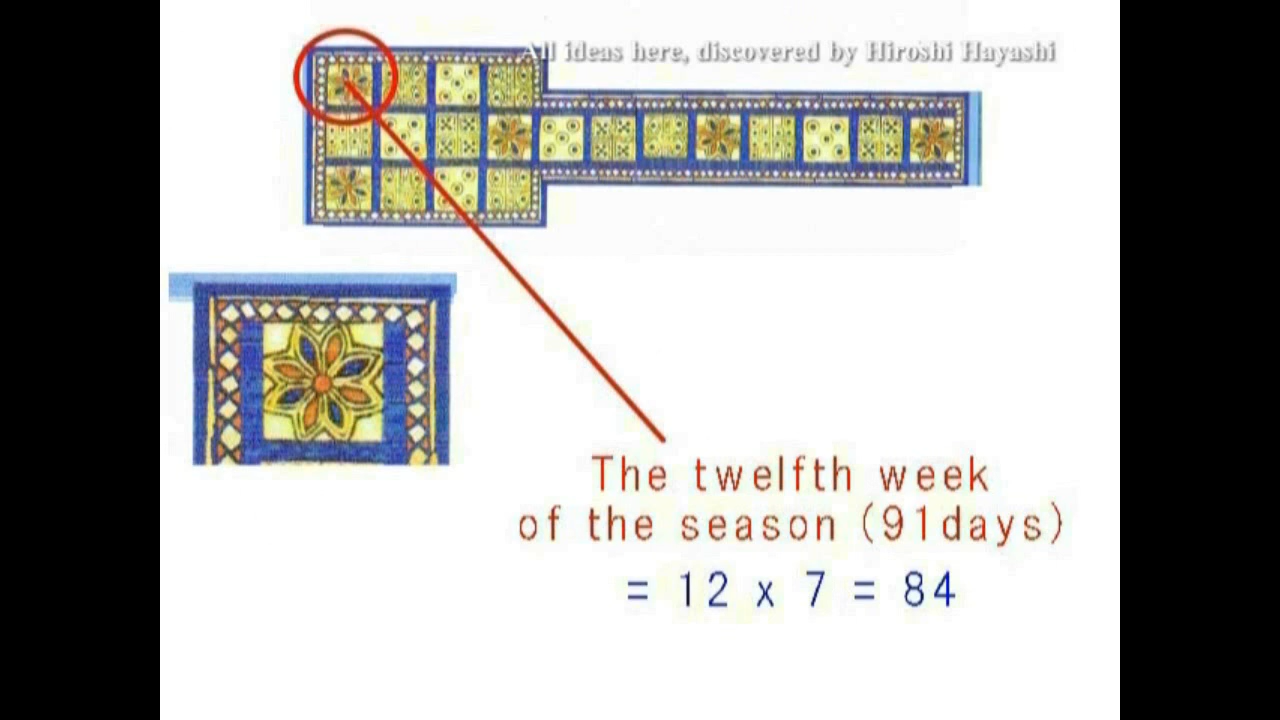 All ideas here, discovered by Hiroshi Hayashi
The twelfth week
of the season (91days)
= 12 x 7 = 84